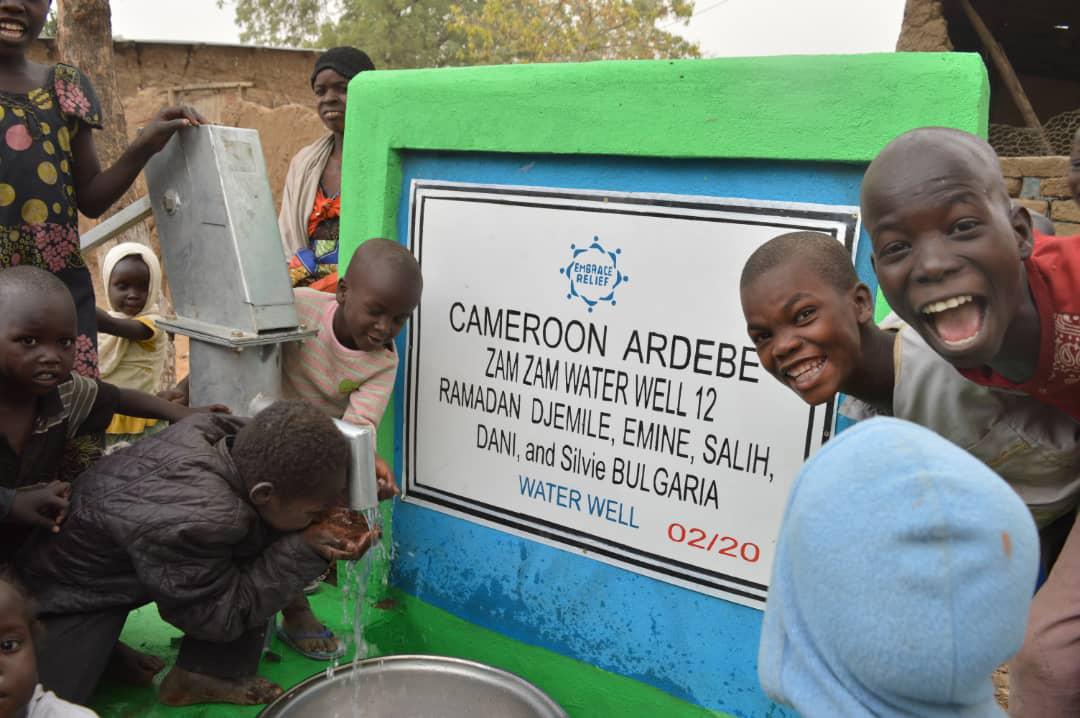 EMBRACE
RELIEF
CAMEROON ARDEBE
ZAM ZAM WATER WELL 12
RAMADAN DJEMILE, EMINE, SALIH,
DANI, and Silvie BULGARIA
WATER WELL 02/20